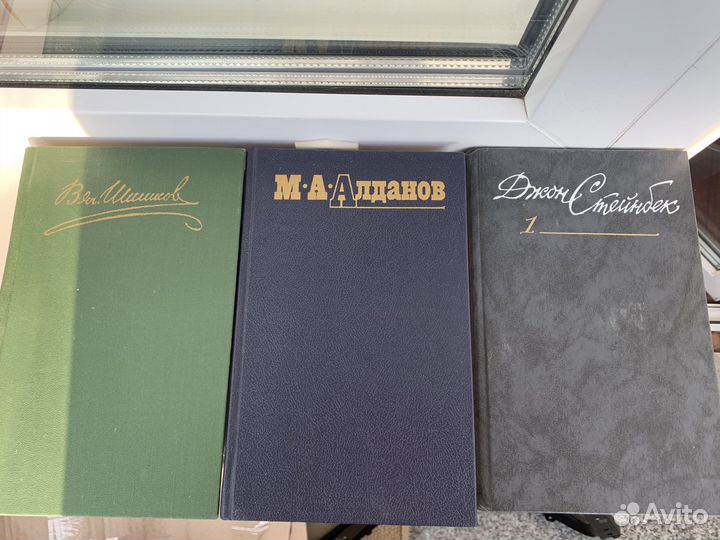 Вяч. Шишков
М·А·Алданов
Джон Стейнбек
1
Avito